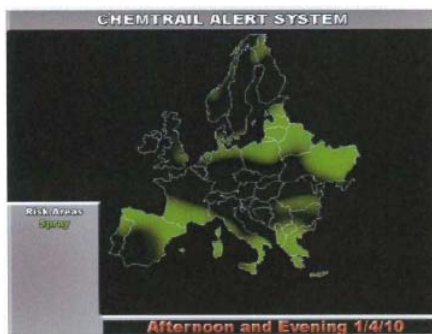 CHEMTRAIL ALERT SYSTEM
Risk Areas
Spray
Afternoon and Evening 1/4/10